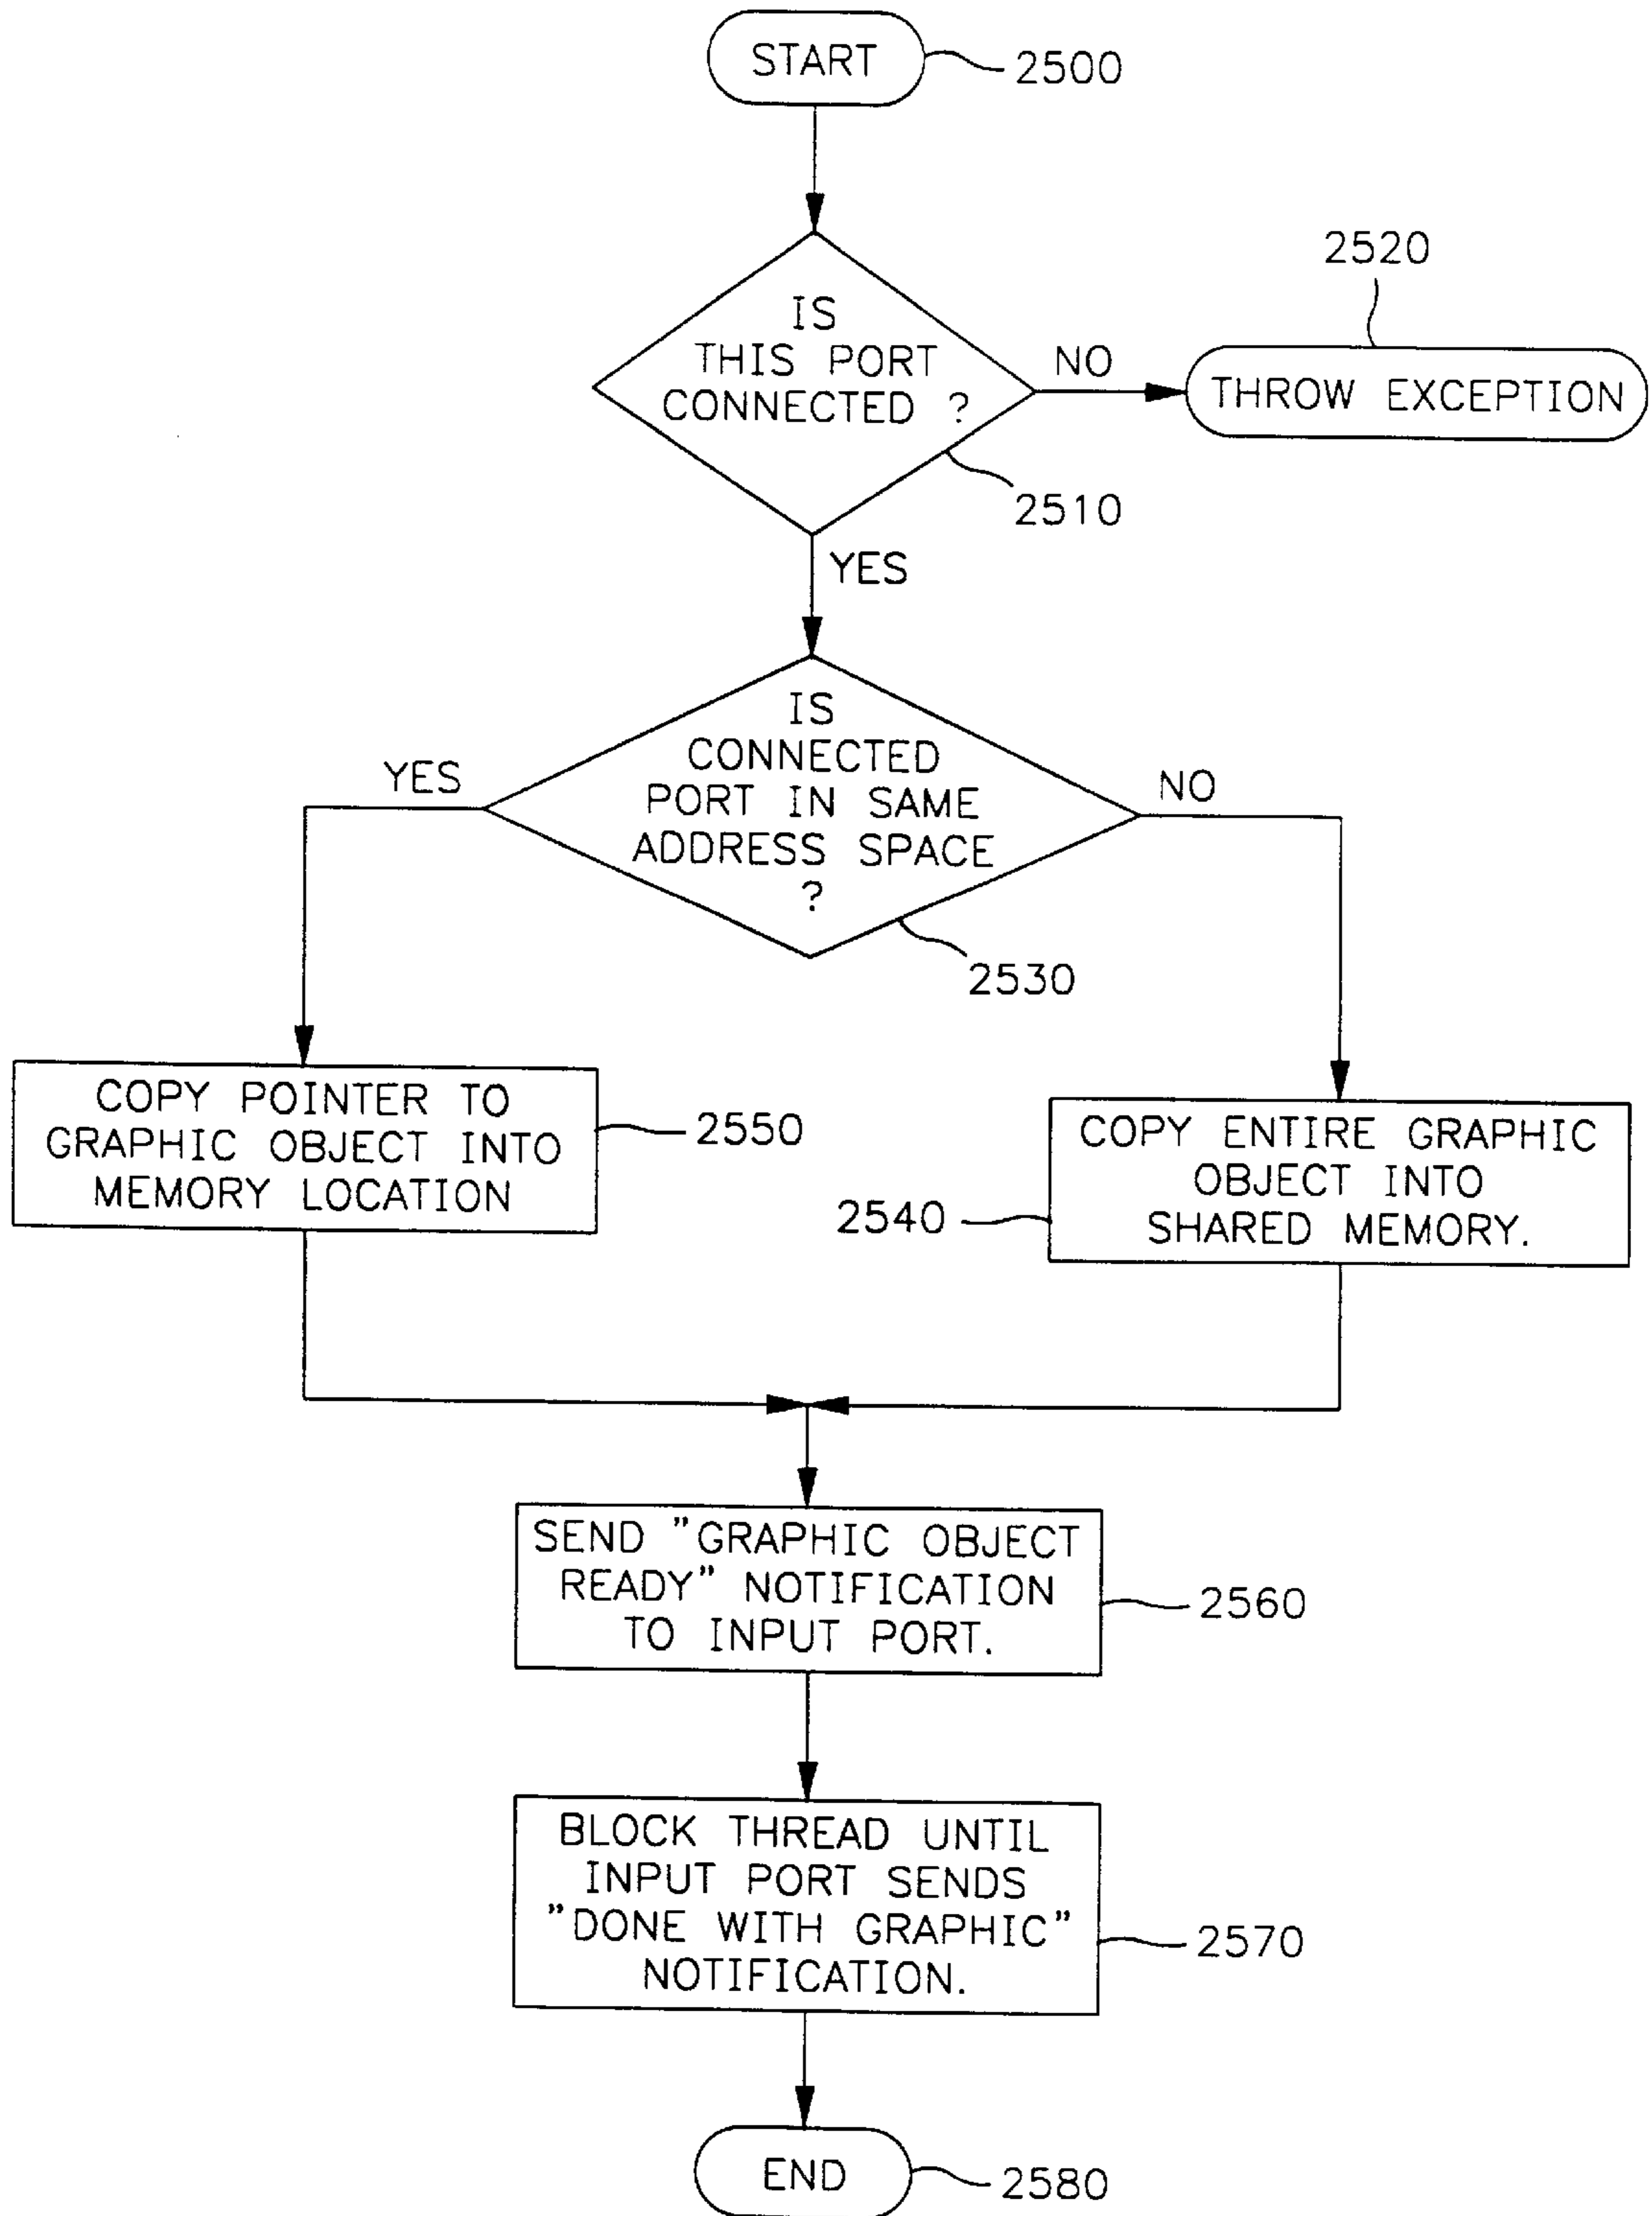 START
2500
IS
THIS PORT
CONNECTED ?
NO
2520
THROW EXCEPTION
2510
YES
IS
CONNECTED
PORT IN SAME
ADDRESS SPACE
?
YES
NO
2530
COPY POINTER TO
GRAPHIC OBJECT INTO
MEMORY LOCATION
2550
COPY ENTIRE GRAPHIC
OBJECT INTO
SHARED MEMORY.
2540
SEND "GRAPHIC OBJECT
READY" NOTIFICATION
TO INPUT PORT.
2560
BLOCK THREAD UNTIL
INPUT PORT SENDS
"DONE WITH GRAPHIC"
NOTIFICATION.
2570
END
2580